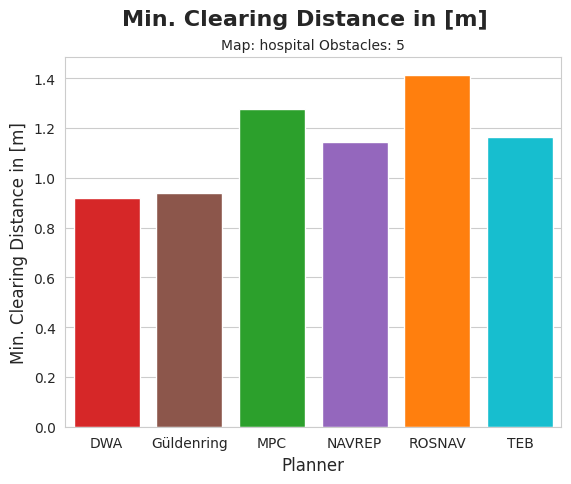 Min. Clearing Distance in [m]
Map: hospital Obstacles: 5
Min. Clearing Distance in [m]
1.4
1.2
1.0
0.8
0.6
0.4
0.2
0.0
DWA Güldenring MPC NAVREP ROSNAV TEB
Planner